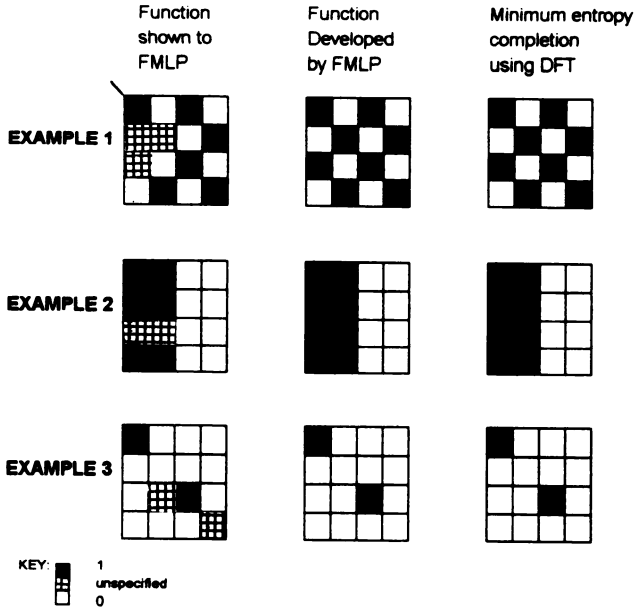 Function shown to FMLP
Function Developed by FMLP
Minimum entropy completion using DFT
EXAMPLE 1
EXAMPLE 2
EXAMPLE 3
KEY:
1
unspecified
0